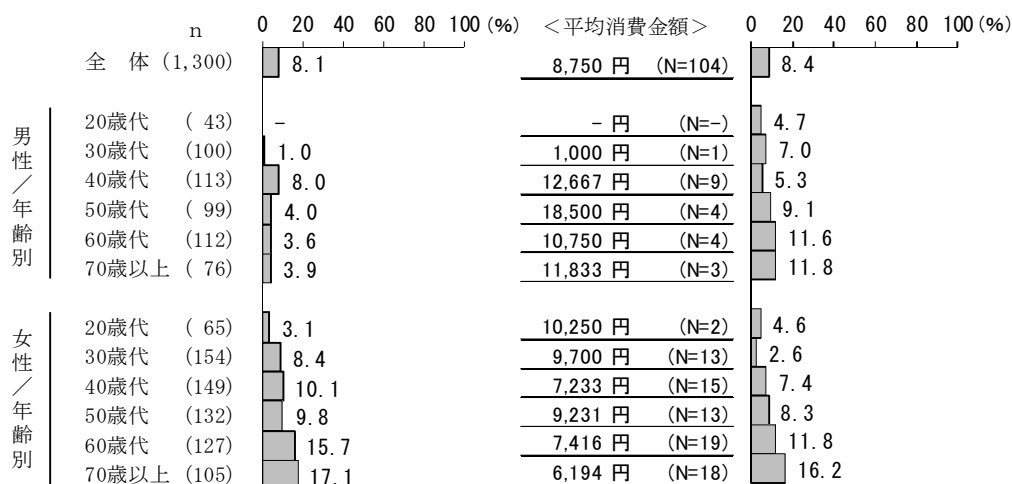 n 0 20 40 60 80 100 (%) ＜平均消費金額＞ 0 20 40 60 80 100 (%)
全　体 (1,300) 8.1 8,750 円 (N=104) 8.4
男性／年齢別
20歳代 ( 43) - - 円 (N=-) 4.7
30歳代 (100) 1.0 1,000 円 (N=1) 7.0
40歳代 (113) 8.0 12,667 円 (N=9) 5.3
50歳代 ( 99) 4.0 18,500 円 (N=4) 9.1
60歳代 (112) 3.6 10,750 円 (N=4) 11.6
70歳以上 ( 76) 3.9 11,833 円 (N=3) 11.8
女性／年齢別
20歳代 ( 65) 3.1 10,250 円 (N=2) 4.6
30歳代 (154) 8.4 9,700 円 (N=13) 2.6
40歳代 (149) 10.1 7,233 円 (N=15) 7.4
50歳代 (132) 9.8 9,231 円 (N=13) 8.3
60歳代 (127) 15.7 7,416 円 (N=19) 11.8
70歳以上 (105) 17.1 6,194 円 (N=18) 16.2